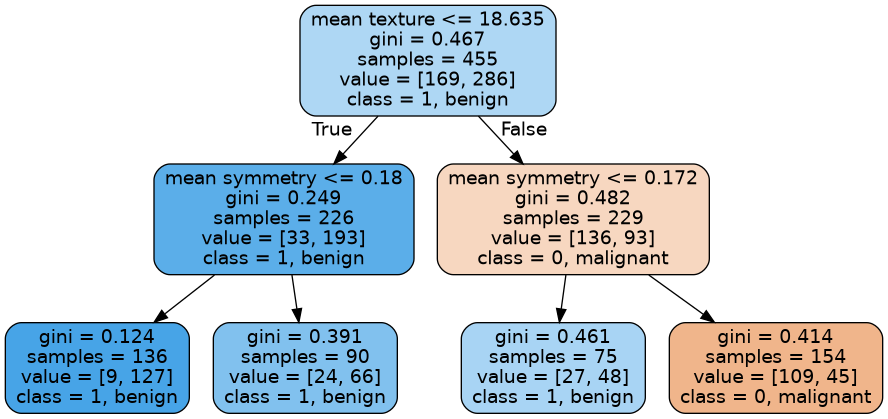 mean texture <= 18.635
gini = 0.467
samples = 455
value = [169, 286]
class = 1, benign
True
False
mean symmetry <= 0.18
gini = 0.249
samples = 226
value = [33, 193]
class = 1, benign
mean symmetry <= 0.172
gini = 0.482
samples = 229
value = [136, 93]
class = 0, malignant
gini = 0.124
samples = 136
value = [9, 127]
class = 1, benign
gini = 0.391
samples = 90
value = [24, 66]
class = 1, benign
gini = 0.461
samples = 75
value = [27, 48]
class = 1, benign
gini = 0.414
samples = 154
value = [109, 45]
class = 0, malignant